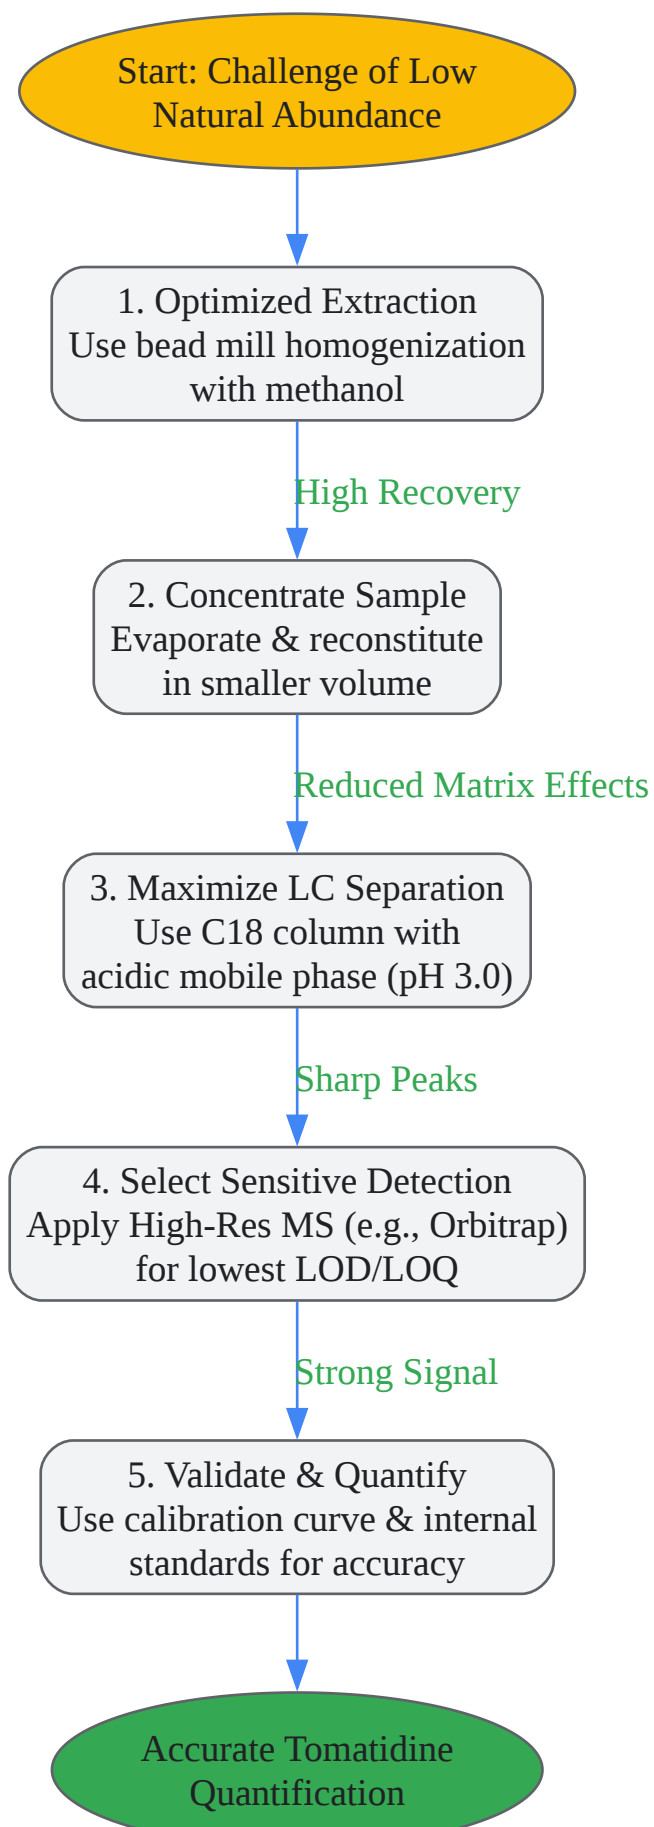 Start: Challenge of Low
Natural Abundance
1. Optimized Extraction
Use bead mill homogenization
with methanol
High Recovery
2. Concentrate Sample
Evaporate & reconstitute
in smaller volume
Reduced Matrix Effects
3. Maximize LC Separation
Use C18 column with
acidic mobile phase (pH 3.0)
Sharp Peaks
4. Select Sensitive Detection
Apply High-Res MS (e.g., Orbitrap)
for lowest LOD/LOQ
Strong Signal
5. Validate & Quantify
Use calibration curve & internal
standards for accuracy
Accurate Tomatidine
Quantification